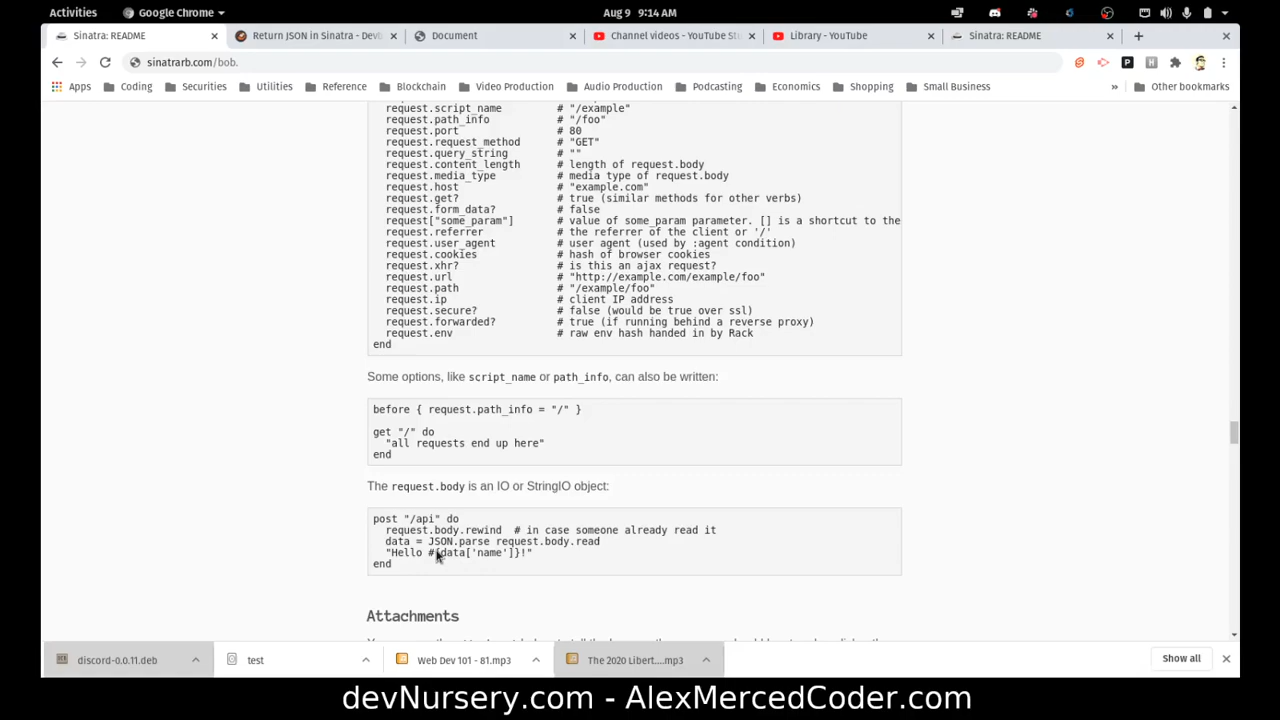 Activities
Google Chrome
Aug 9 9:14 AM
Sinatra: README
Return JSON in Sinatra - DevD
Document
Channel videos - YouTube St
Library - YouTube
Sinatra: README
sinatrarb.com/bob.
Apps
Coding
Securities
Utilities
Reference
Blockchain
Video Production
Audio Production
Podcasting
Economics
Shopping
Small Business
»
Other bookmarks
request.script_name # "/example"
request.path_info # "/foo"
request.port # 80
request.request_method # "GET"
request.query_string # ""
request.content_length # length of request.body
request.media_type # media type of request.body
request.host # "example.com"
request.get? # true (similar methods for other verbs)
request.form_data? # false
request["some_param"] # value of some_param parameter. [] is a shortcut to the
request.referrer # the referrer of the client or '/'
request.user_agent # user agent (used by :agent condition)
request.cookies # hash of browser cookies
request.xhr? # is this an ajax request?
request.url # "http://example.com/example/foo"
request.path # "/example/foo"
request.ip # client IP address
request.secure? # false (would be true over ssl)
request.forwarded? # true (if running behind a reverse proxy)
request.env # raw env hash handed in by Rack
end
Some options, like script_name or path_info, can also be written:
before { request.path_info = "/" }
get "/" do
"all requests end up here"
end
The request.body is an IO or StringIO object:
post "/api" do
request.body.rewind # in case someone already read it
data = JSON.parse request.body.read
"Hello #{data['name']}!"
end
Attachments
discord-0.0.11.deb
test
Web Dev 101 - 81.mp3
The 2020 Libert....mp3
Show all
devNursery.com - AlexMercedCoder.com